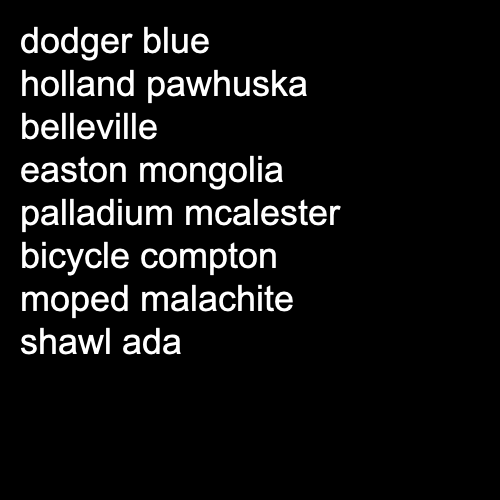 dodger blue
holland pawhuska
belleville
easton mongolia
palladium mcalester
bicycle compton
moped malachite
shawl ada